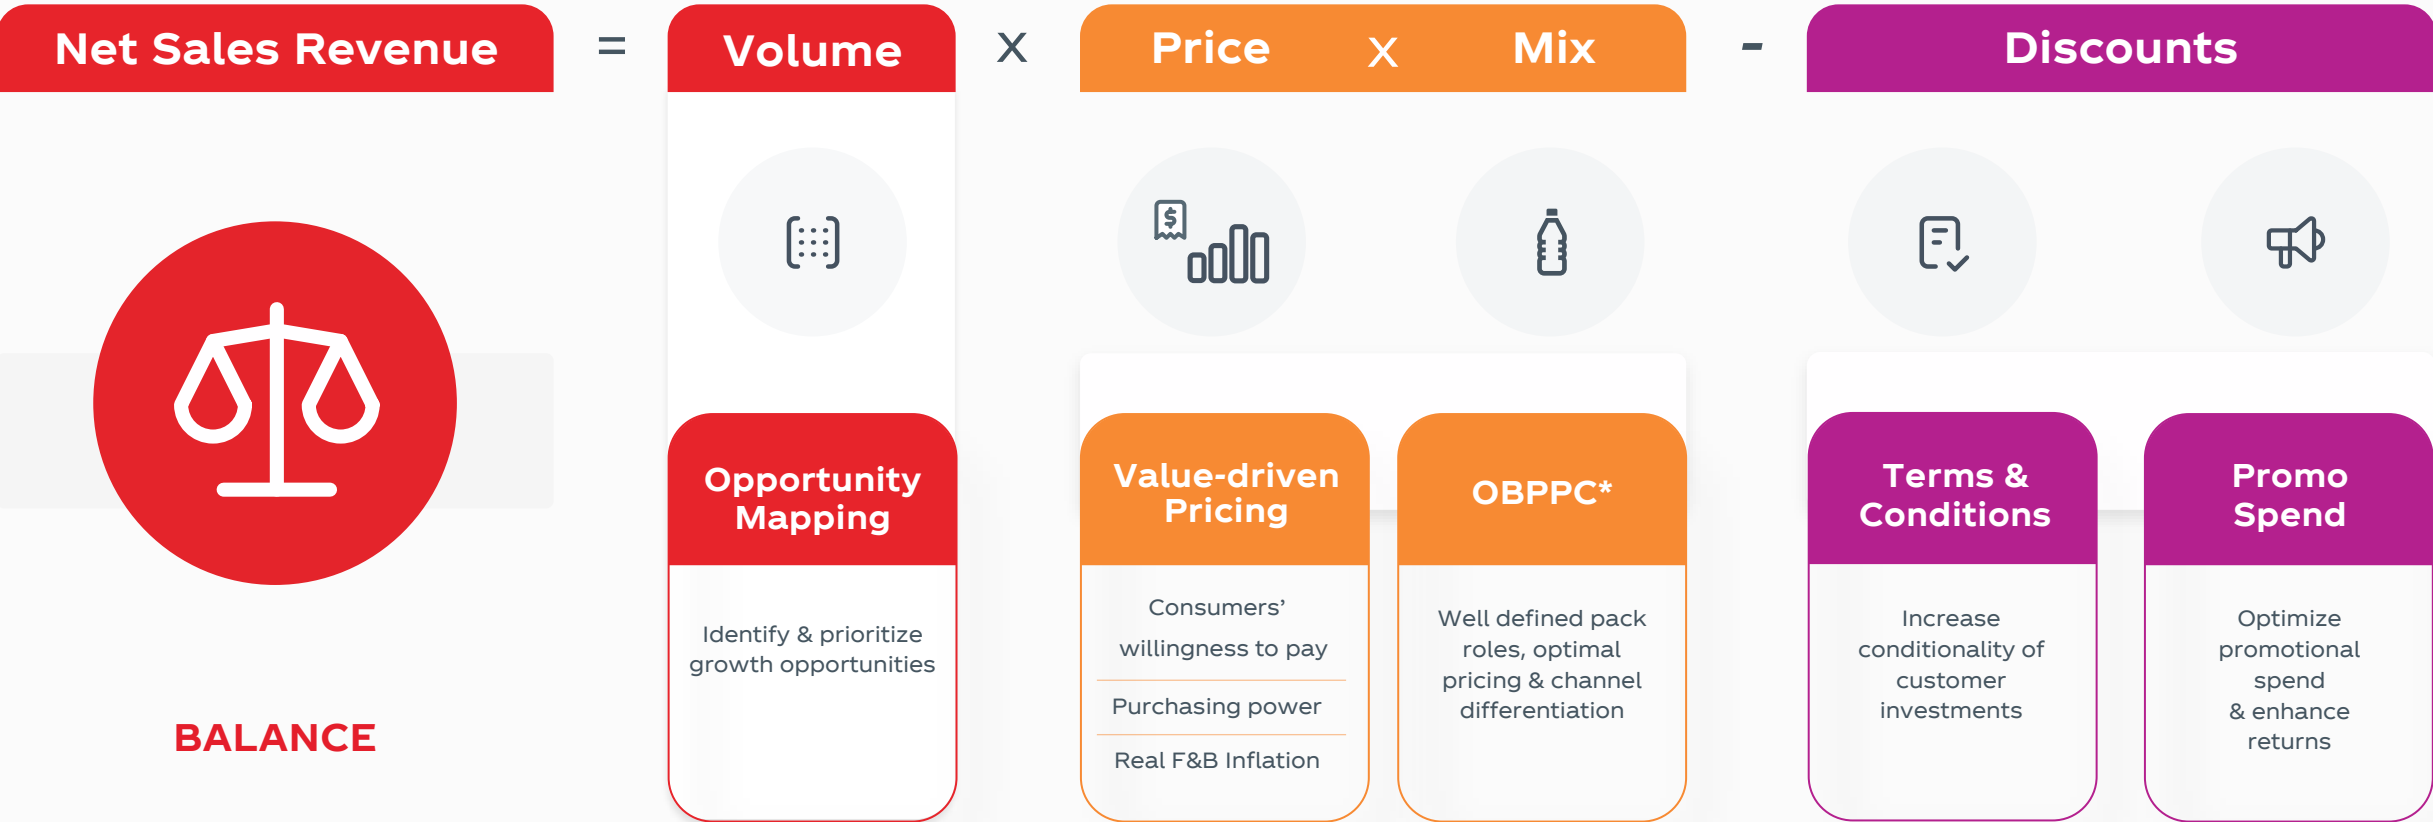 Net Sales Revenue = Volume x Price x Mix - Discounts
$
BALANCE
Opportunity
Mapping
Identify & prioritize
growth opportunities
Value-driven
Pricing
Consumers’
willingness to pay
Purchasing power
Real F&B Inflation
OBPPC*
Well defined pack
roles, optimal
pricing & channel
differentiation
Terms &
Conditions
Increase
conditionality of
customer
investments
Promo
Spend
Optimize
promotional
spend
& enhance
returns